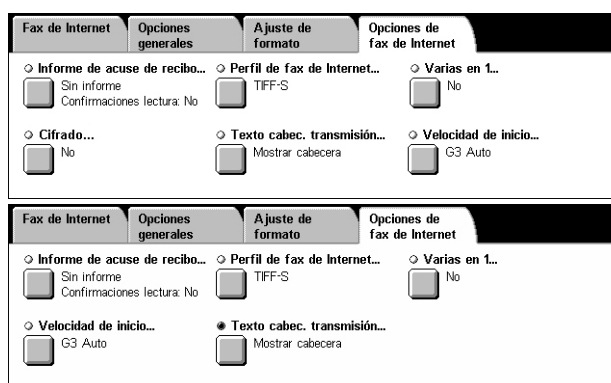 Fax de Internet Opciones generales Ajuste de formato Opciones de fax de Internet
Informe de acuse de recibo... Perfil de fax de Internet... Varias en 1...
Sin informe TIFF-S No
Confirmaciones lectura: No
Cifrado... Texto cabec. transmisión... Velocidad de inicio...
No Mostrar cabecera G3 Auto
Fax de Internet Opciones generales Ajuste de formato Opciones de fax de Internet
Informe de acuse de recibo... Perfil de fax de Internet... Varias en 1...
Sin informe TIFF-S No
Confirmaciones lectura: No
Velocidad de inicio... Texto cabec. transmisión...
G3 Auto Mostrar cabecera